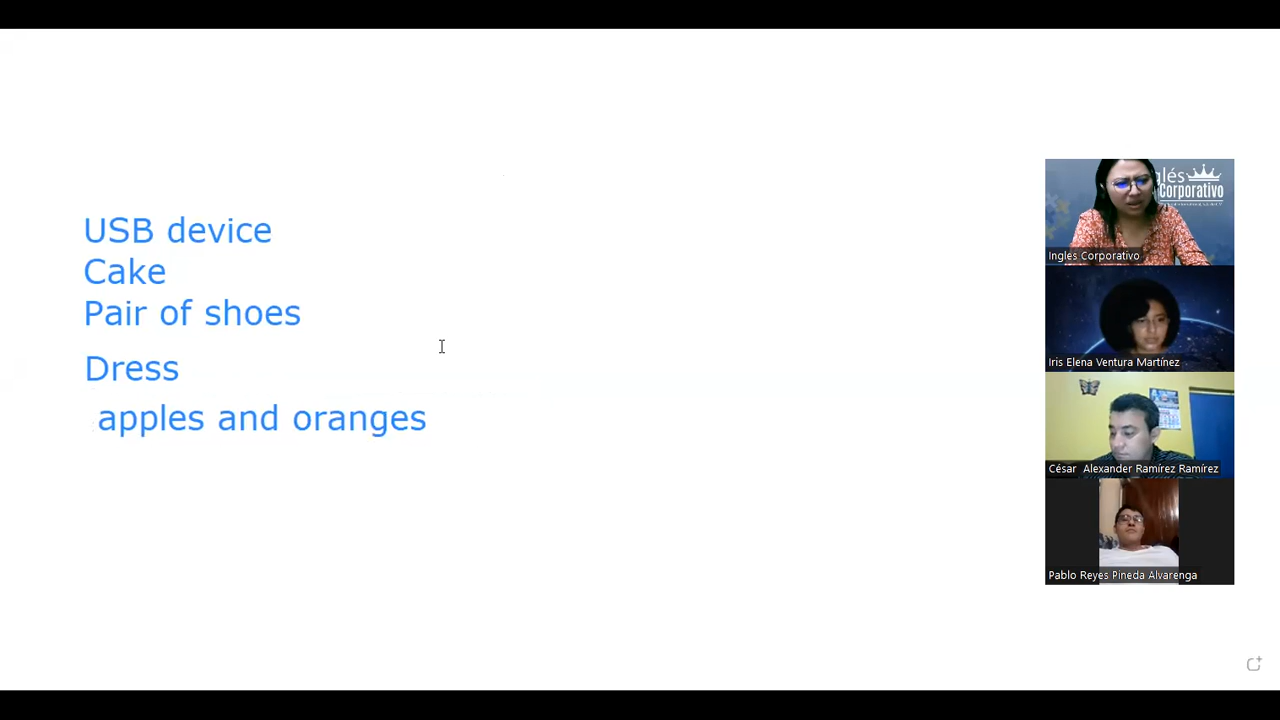 USB device
Cake
Pair of shoes
Dress
apples and oranges
glés
Corporativo
Ingles Corporativo
Iris Elena Ventura Martínez
César Alexander Ramírez Ramírez
Pablo Reyes Pineda Alvarenga